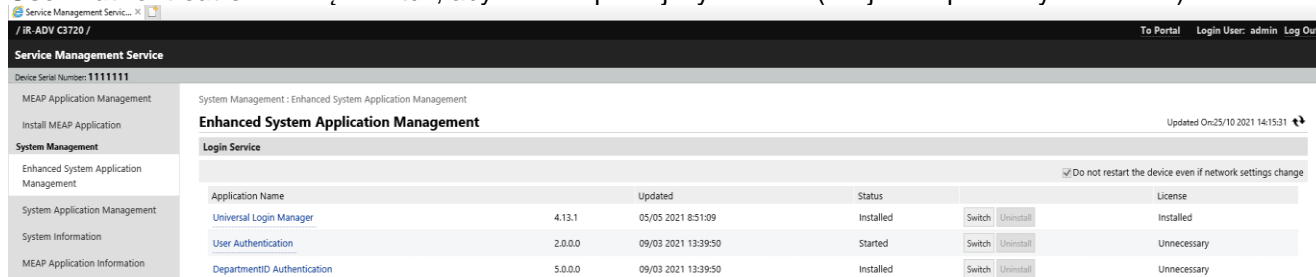 Service Management Servic...
/ iR-ADV C3720 /
To Portal Login User: admin Log Ou
Service Management Service
Device Serial Number: 1111111
MEAP Application Management
Install MEAP Application
System Management
Enhanced System Application
Management
System Application Management
System Information
MEAP Application Information
System Management : Enhanced System Application Management
Enhanced System Application Management
Updated On:25/10 2021 14:15:31
Login Service
Do not restart the device even if network settings change
Application Name Updated Status License
Universal Login Manager 4.13.1 05/05 2021 8:51:09 Installed Switch Uninstall Installed
User Authentication 2.0.0.0 09/03 2021 13:39:50 Started Switch Uninstall Unnecessary
DepartmentID Authentication 5.0.0.0 09/03 2021 13:39:50 Installed Switch Uninstall Unnecessary